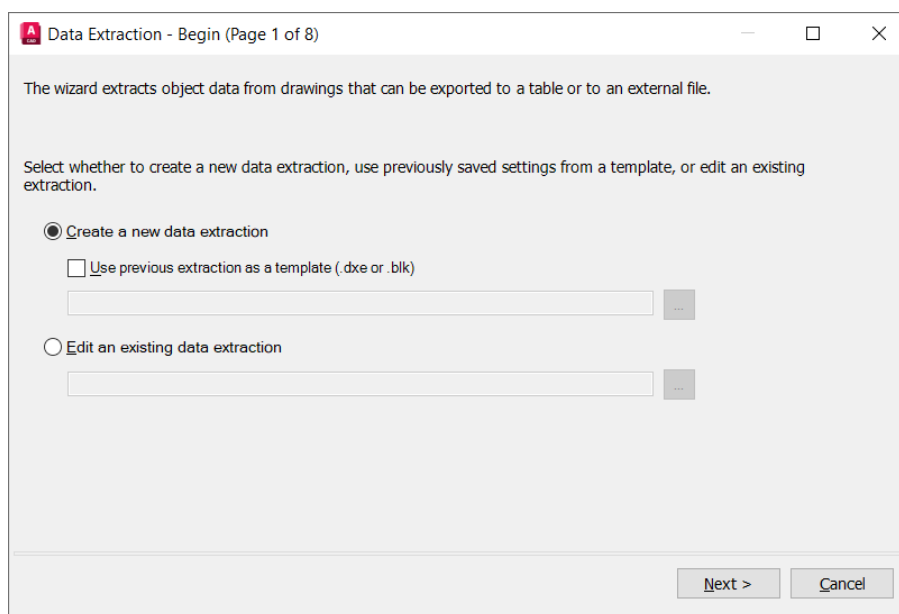 A
CAD
Data Extraction - Begin (Page 1 of 8)
The wizard extracts object data from drawings that can be exported to a table or to an external file.
Select whether to create a new data extraction, use previously saved settings from a template, or edit an existing
extraction.
Create a new data extraction
Use previous extraction as a template (.dxe or .blk)
...
Edit an existing data extraction
...
Next >
Cancel